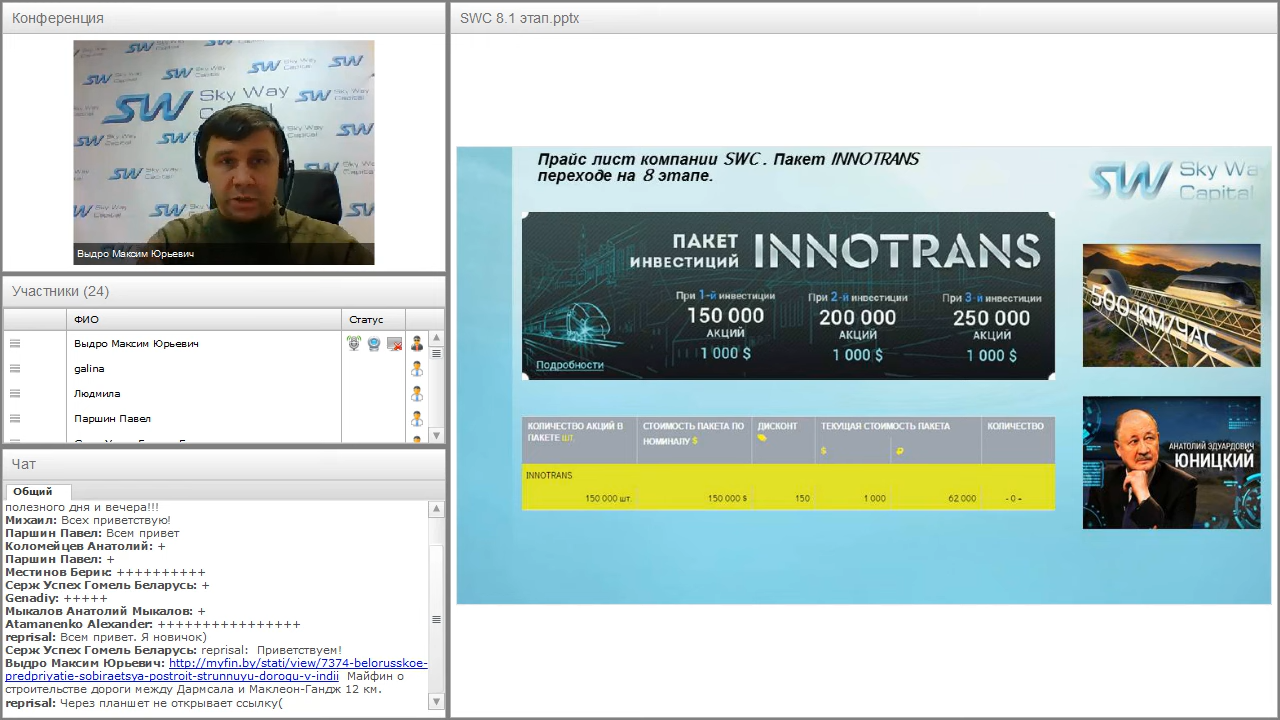 Конференция
SW Sky Way Capital
Выдро Максим Юрьевич
Участники (24)
ФИО
Статус
Выдро Максим Юрьевич
galina
Людмила
Паршин Павел
Чат
Общий
полезного дня и вечера!!!
Михаил: Всех приветствую!
Паршин Павел: Всем привет
Коломейцев Анатолий: +
Паршин Павел: +
Местинов Берик: ++++++++++
Серж Успех Гомель Беларусь: +
Genadiy: +++++
Мыкалов Анатолий Мыкалов: +
Atamanenko Alexander: ++++++++++++++++
reprisal: Всем привет. Я новичок)
Серж Успех Гомель Беларусь: reprisal: Приветствуем!
Выдро Максим Юрьевич: http://myfin.by/stati/view/7374-belorusskoe-
predpriyatie-sobiraetsya-postroit-strunnuyu-dorogu-v-indii Майфин о
строительстве дороги между Дармсала и Маклеон-Гандж 12 км.
reprisal: Через планшет не открывает ссылку(
SWC 8.1 этап.pptx
Прайс лист компании SWC . Пакет INNOTRANS
переходе на 8 этапе.
SW Sky Wa
Capital
ПАКЕТ
ИНВЕСТИЦИЙ
INNOTRANS
При 1-й инвестиции
150 000
АКЦИЙ
1 000 $
При 2-й инвестиции
200 000
АКЦИЙ
1 000 $
При 3-й инвестиции
250 000
АКЦИЙ
1 000 $
Подробности
500 КМ/ЧАС
АНАТОЛИЙ ЭДУАРДОВИЧ
ЮНИЦКИЙ
КОЛИЧЕСТВО АКЦИЙ В
ПАКЕТЕ ШТ.
СТОИМОСТЬ ПАКЕТА ПО
НОМИНАЛУ $
ДИСКОНТ
ТЕКУЩАЯ СТОИМОСТЬ ПАКЕТА
$
₽
КОЛИЧЕСТВО
INNOTRANS
150 000 шт.
150 000 $
150
1 000
62 000
- 0 +